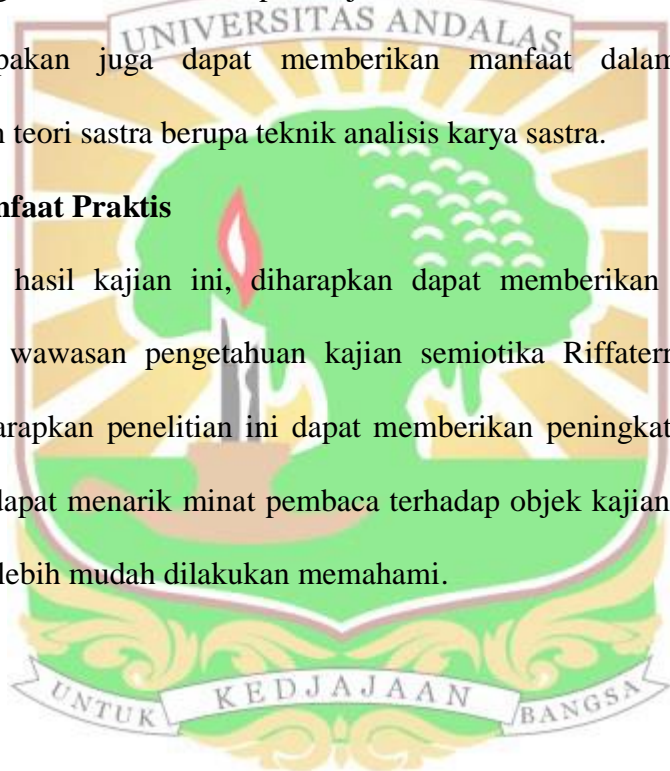 UNIVERSITAS ANDALAS
pakan juga dapat memberikan manfaat dalam
teori sastra berupa teknik analisis karya sastra.
nfaat Praktis
hasil kajian ini, diharapkan dapat memberikan
wawasan pengetahuan kajian semiotika Riffater
arapkan penelitian ini dapat memberikan peningkat
dapat menarik minat pembaca terhadap objek kajian
lebih mudah dilakukan memahami.
UNTUK KEDJAJAAN BANGSA